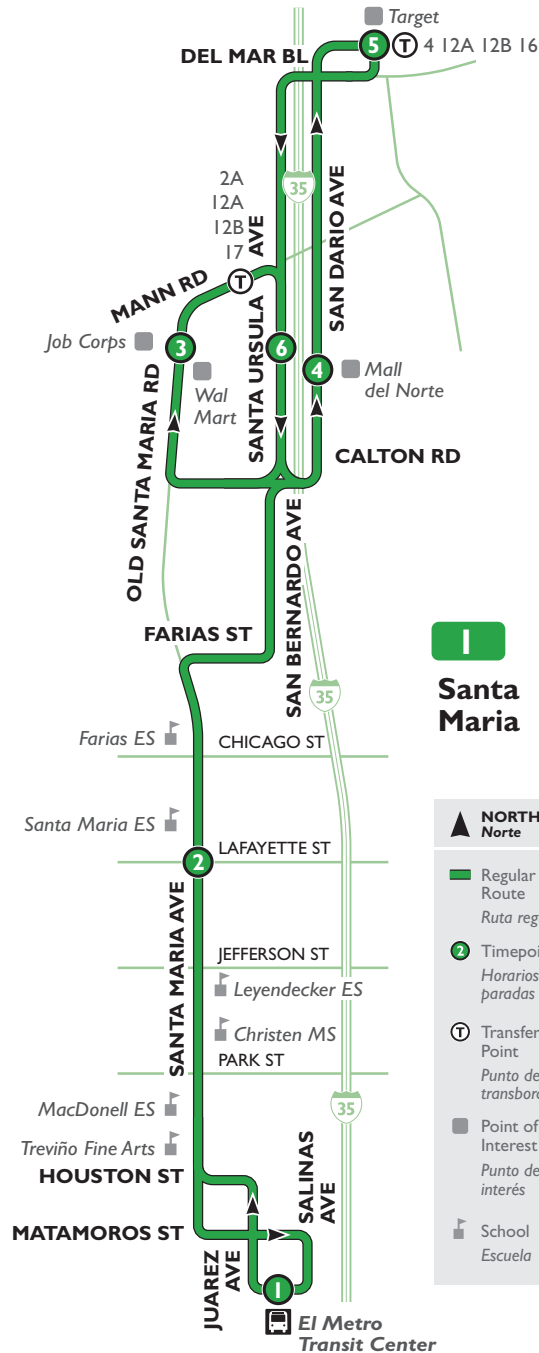 Target
5 T 4 12A 12B 16
DEL MAR BL
35
2A
12A
12B
17
SAN DARIO AVE
SANTA URSULA AVE
MANN RD
T
Job Corps
3
6
4
Mall
del Norte
Wal
Mart
OLD SANTA MARIA RD
CALTON RD
SAN BERNARDO AVE
FARIAS ST
1
Santa
Maria
35
Farias ES
CHICAGO ST
Santa Maria ES
LAFAYETTE ST
2
SANTA MARIA AVE
JEFFERSON ST
Leyendecker ES
Christen MS
PARK ST
MacDonell ES
35
Treviño Fine Arts
HOUSTON ST
SALINAS
AVE
MATAMOROS ST
JUAREZ
AVE
1
El Metro
Transit Center
NORTH
Norte
Regular
Route
Ruta reg
2 Timepoi
Horarios
paradas
T Transfer
Point
Punto de
transbor
Point of
Interest
Punto de
interés
School
Escuela